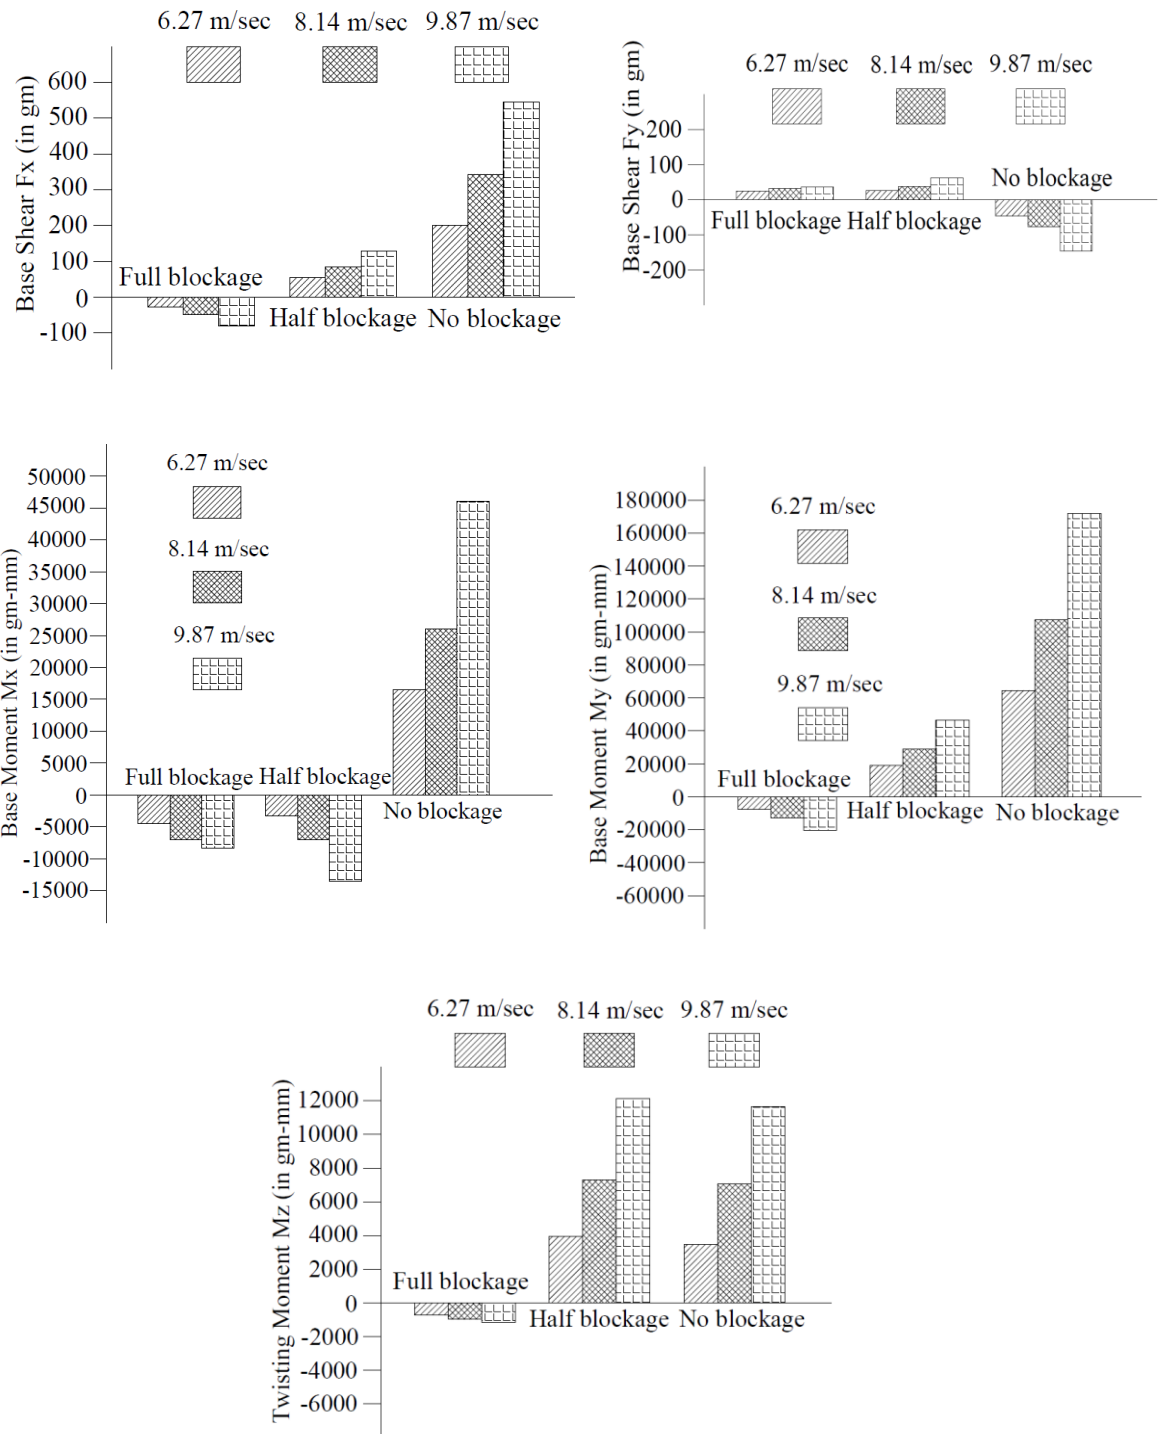 6.27 m/sec 8.14 m/sec 9.87 m/sec
Base Shear Fx (in gm)
600
500
400
300
200
100
0
-100
Full blockage
Half blockage No blockage
6.27 m/sec 8.14 m/sec 9.87 m/sec
Base Shear Fy (in gm)
200
100
0
-100
-200
No blockage
Full blockage Half blockage
Base Moment Mx (in gm-mm)
50000
45000
40000
35000
30000
25000
20000
15000
10000
5000
0
-5000
-10000
-15000
6.27 m/sec
8.14 m/sec
9.87 m/sec
Full blockage Half blockage
No blockage
Base Moment My (in gm-mm)
180000
160000
140000
120000
100000
80000
60000
40000
20000
0
-20000
-40000
-60000
6.27 m/sec
8.14 m/sec
9.87 m/sec
Full blockage
Half blockage No blockage
6.27 m/sec 8.14 m/sec 9.87 m/sec
Twisting Moment Mz (in gm-mm)
12000
10000
8000
6000
4000
2000
0
-2000
-4000
-6000
Full blockage
Half blockage No blockage